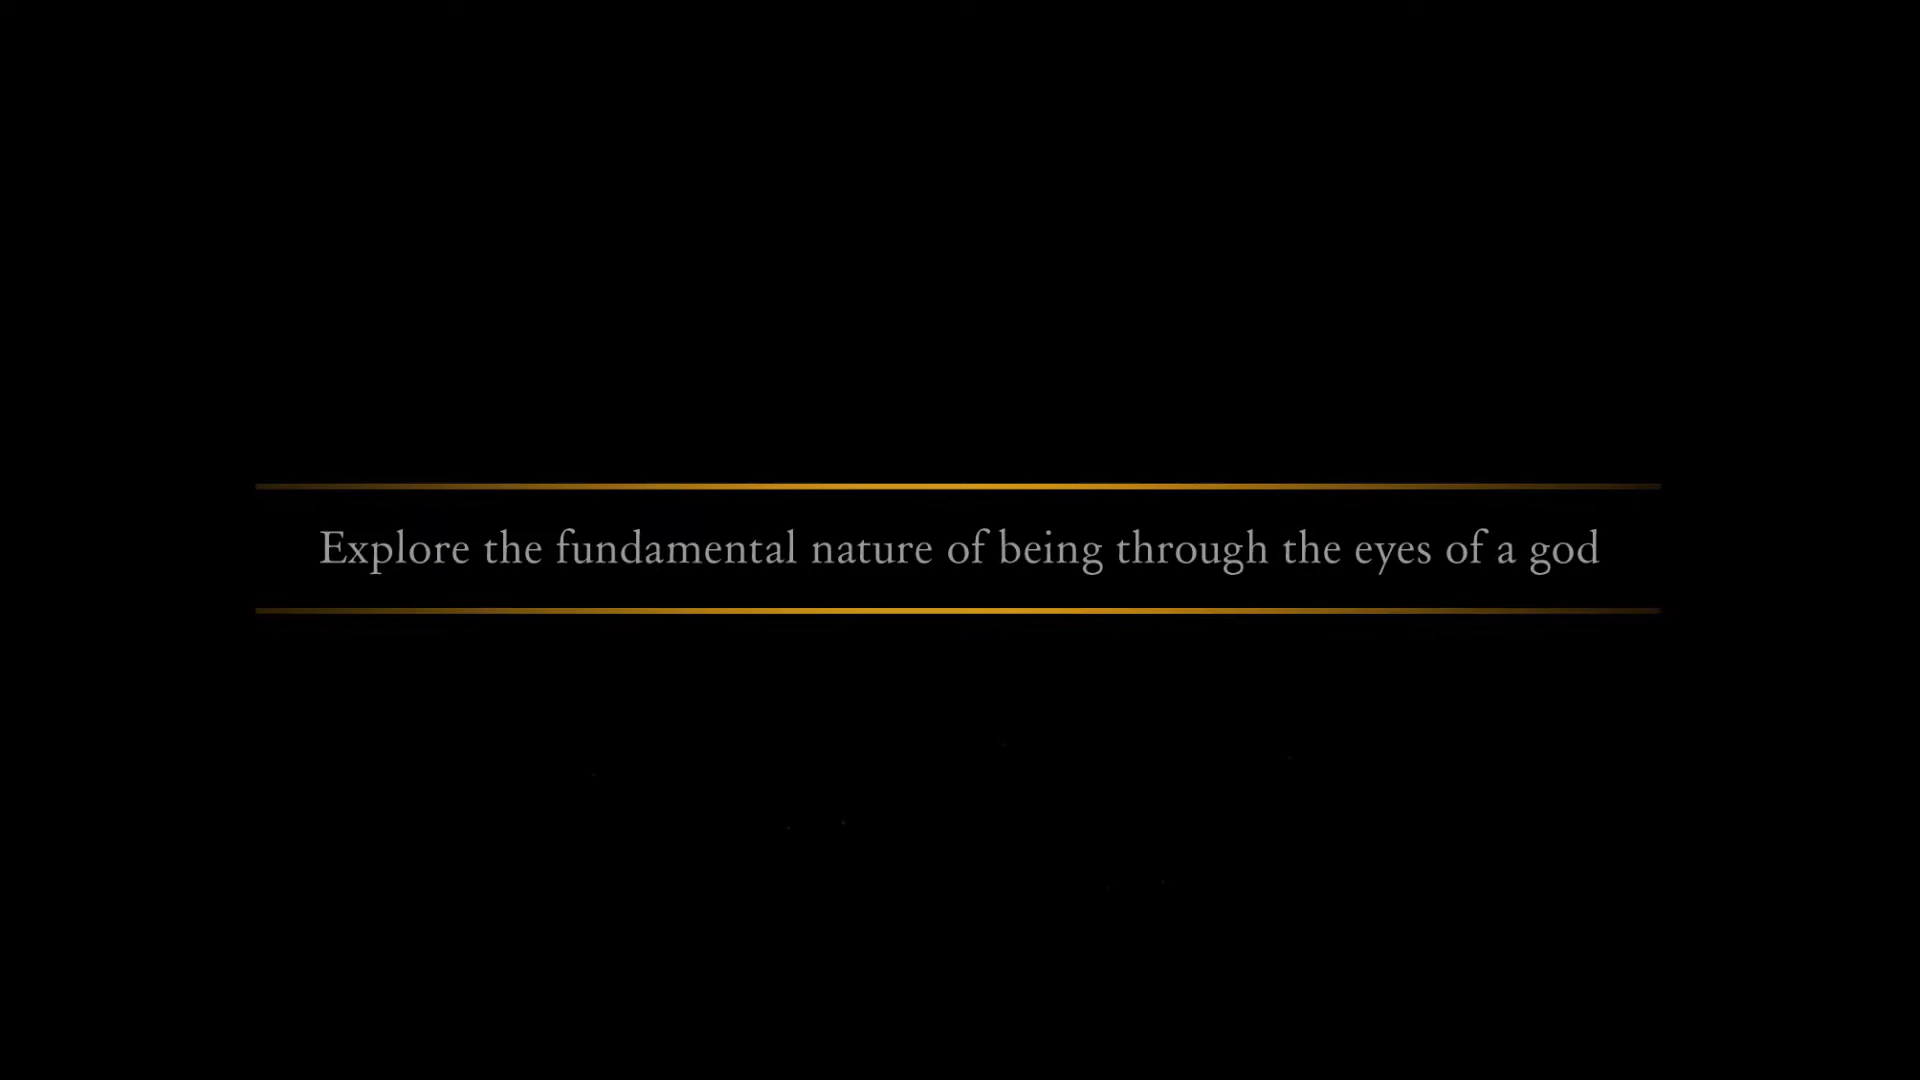 Explore the fundamental nature of being through the eyes of a god